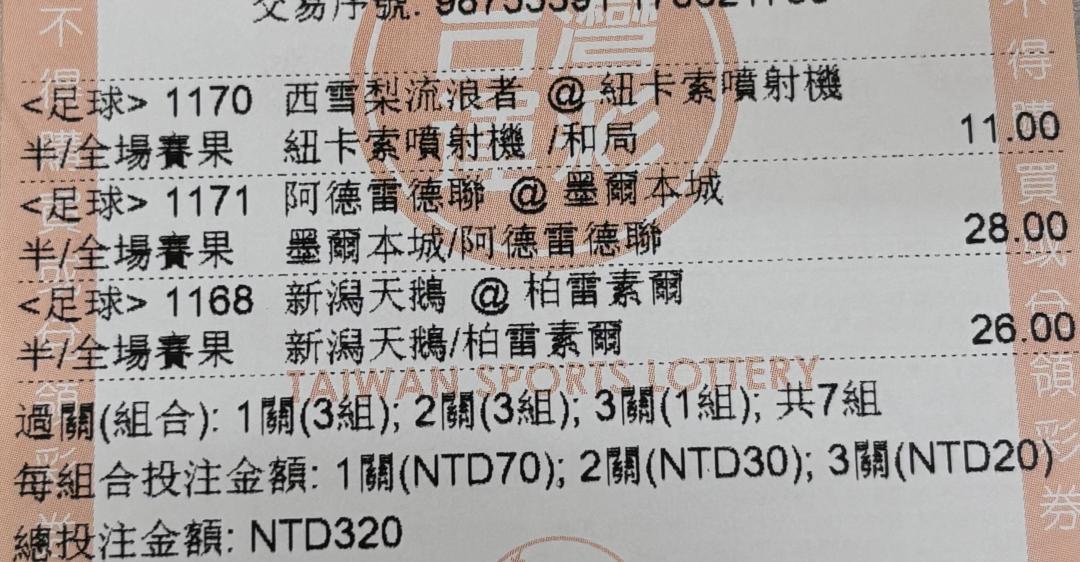 <足球> 1170 西雪梨流浪者 @ 紐卡索噴射機
半/全場賽果 紐卡索噴射機 /和局 11.00
<足球> 1171 阿德雷德聯 @ 墨爾本城
半/全場賽果 墨爾本城/阿德雷德聯 28.00
<足球> 1168 新潟天鵝 @ 柏雷素爾
半/全場賽果 新潟天鵝/柏雷素爾 26.00
TAIWAN SPORTS LOTTERY
過關(組合): 1關(3組); 2關(3組); 3關(1組); 共7組
每組合投注金額: 1關(NTD70); 2關(NTD30); 3關(NTD20)
總投注金額: NTD320